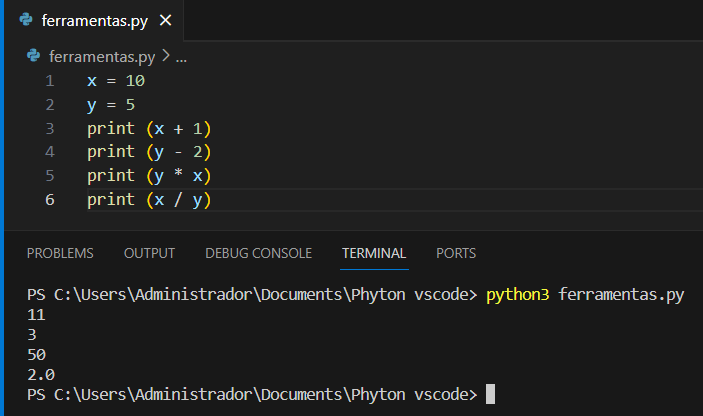 ferramentas.py ×
ferramentas.py > ...
1 x = 10
2 y = 5
3 print (x + 1)
4 print (y - 2)
5 print (y * x)
6 print (x / y)
PROBLEMS OUTPUT DEBUG CONSOLE TERMINAL PORTS
PS C:\Users\Administrador\Documents\Phyton vscode> python3 ferramentas.py
11
3
50
2.0
PS C:\Users\Administrador\Documents\Phyton vscode>